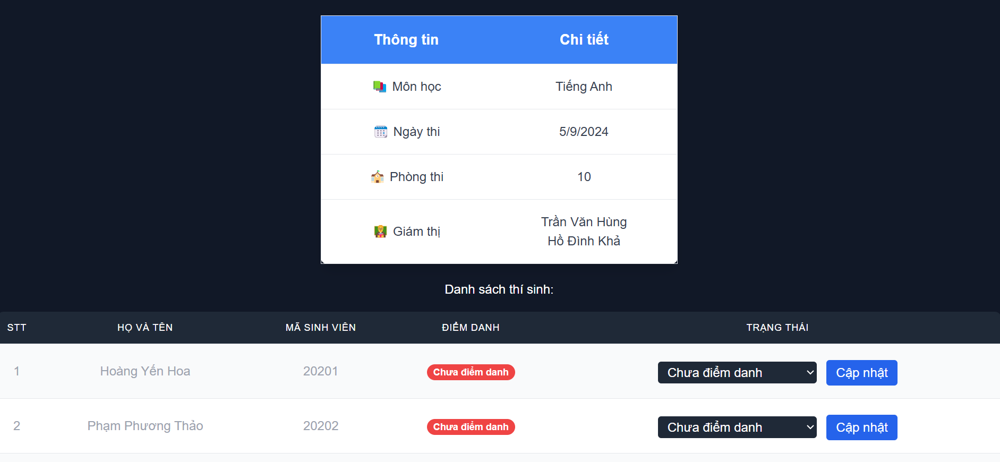 Thông tin Chi tiết
Môn học Tiếng Anh
Ngày thi 5/9/2024
Phòng thi 10
Giám thị Trần Văn Hùng
Hồ Đình Khả
Danh sách thí sinh:
STT HỌ VÀ TÊN MÃ SINH VIÊN ĐIỂM DANH TRẠNG THÁI
1 Hoàng Yến Hoa 20201 Chưa điểm danh Chưa điểm danh Cập nhật
2 Phạm Phương Thảo 20202 Chưa điểm danh Chưa điểm danh Cập nhật